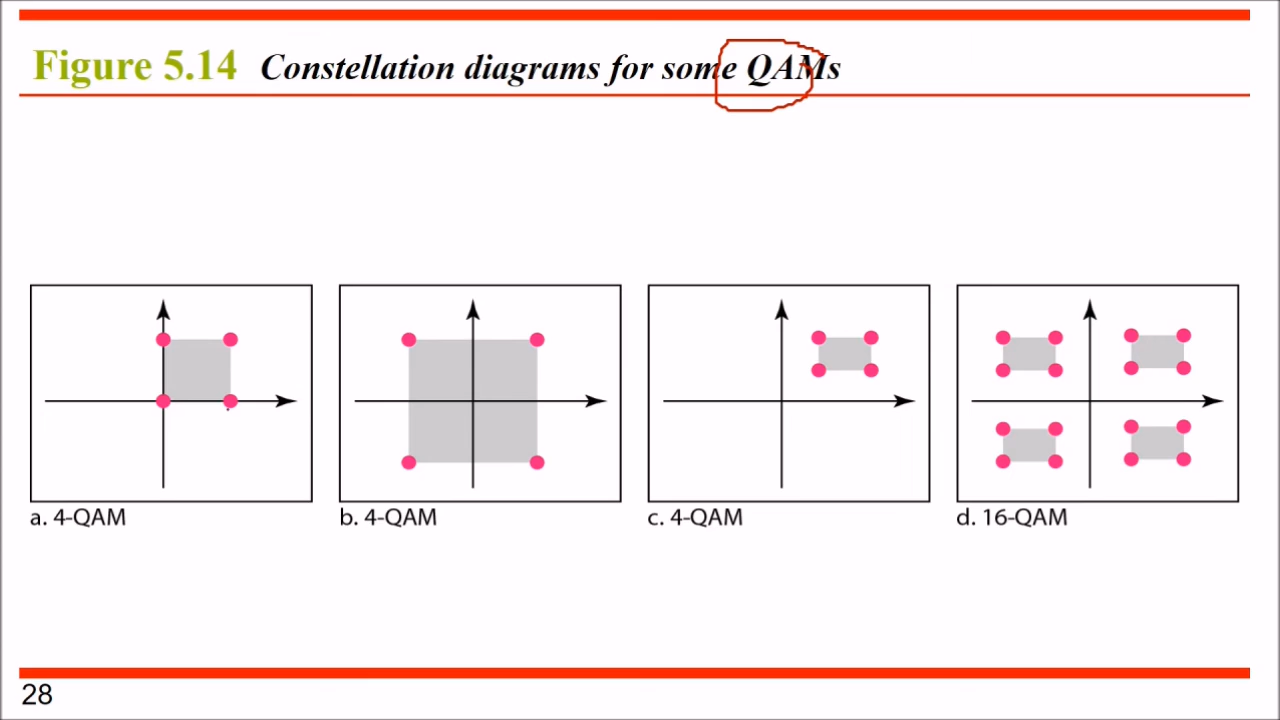 Figure 5.14 Constellation diagrams for some QAMs
a. 4-QAM
b. 4-QAM
c. 4-QAM
d. 16-QAM
28